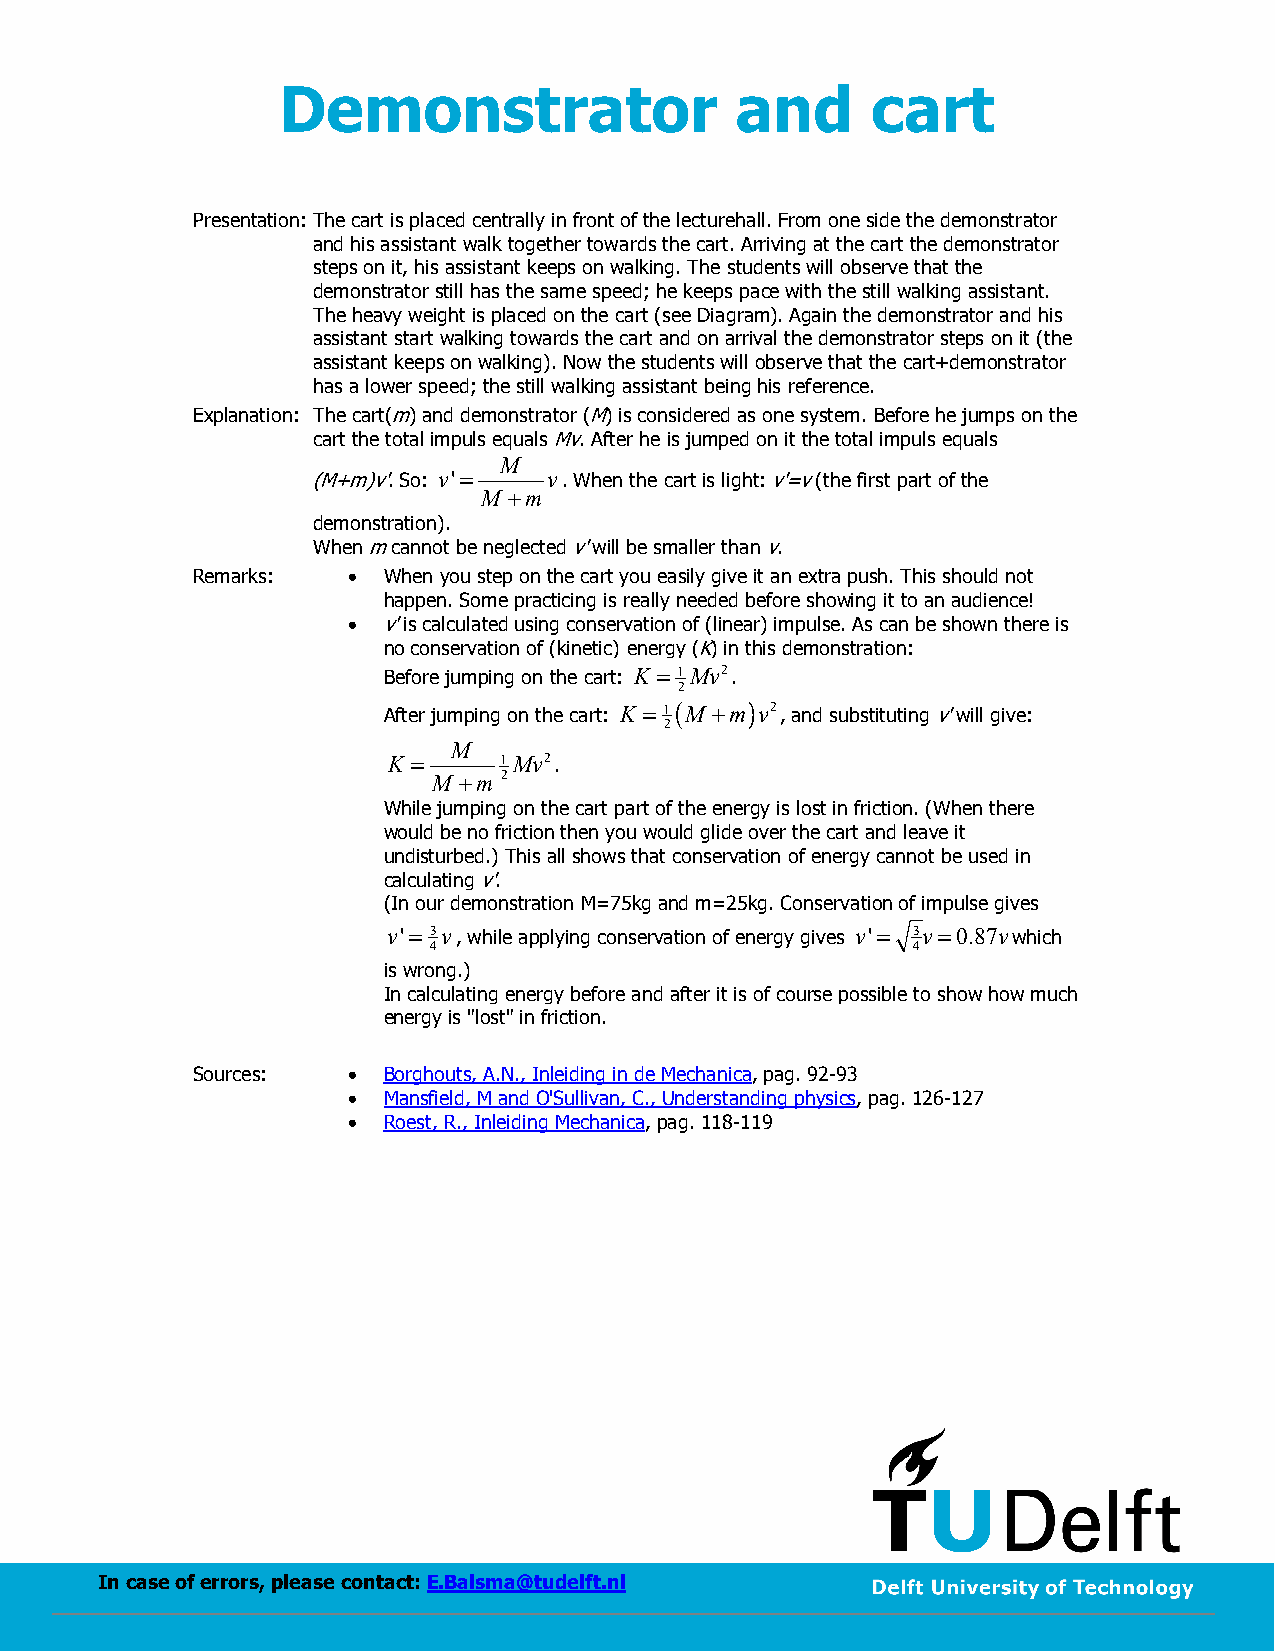 Demonstrator and cart
Presentation: The cart is placed centrally in front of the lecturehall. From one side the demonstrator
and his assistant walk together towards the cart. Arriving at the cart the demonstrator
steps on it, his assistant keeps on walking. The students will observe that the
demonstrator still has the same speed; he keeps pace with the still walking assistant.
The heavy weight is placed on the cart (see Diagram). Again the demonstrator and his
assistant start walking towards the cart and on arrival the demonstrator steps on it (the
assistant keeps on walking). Now the students will observe that the cart+demonstrator
has a lower speed; the still walking assistant being his reference.
Explanation: The cart(m) and demonstrator (M) is considered as one system. Before he jumps on the
cart the total impuls equals Mv. After he is jumped on it the total impuls equals
(M+m)v'. So: v' = M/(M + m) v . When the cart is light: v'=v (the first part of the
demonstration).
When m cannot be neglected v' will be smaller than v.
Remarks: • When you step on the cart you easily give it an extra push. This should not
happen. Some practicing is really needed before showing it to an audience!
• v' is calculated using conservation of (linear) impulse. As can be shown there is
no conservation of (kinetic) energy (K) in this demonstration:
Before jumping on the cart: K = ½Mv².
After jumping on the cart: K = ½(M + m)v², and substituting v' will give:
K = M/(M + m) ½Mv².
While jumping on the cart part of the energy is lost in friction. (When there
would be no friction then you would glide over the cart and leave it
undisturbed.) This all shows that conservation of energy cannot be used in
calculating v'.
(In our demonstration M=75kg and m=25kg. Conservation of impulse gives
v' = ¾v , while applying conservation of energy gives v' = √¾v = 0.87v which
is wrong.)
In calculating energy before and after it is of course possible to show how much
energy is "lost" in friction.
Sources: • Borghouts, A.N., Inleiding in de Mechanica, pag. 92-93
• Mansfield, M and O'Sullivan, C., Understanding physics, pag. 126-127
• Roest, R., Inleiding Mechanica, pag. 118-119
TUDelft
In case of errors, please contact: E.Balsma@tudelft.nl
Delft University of Technology